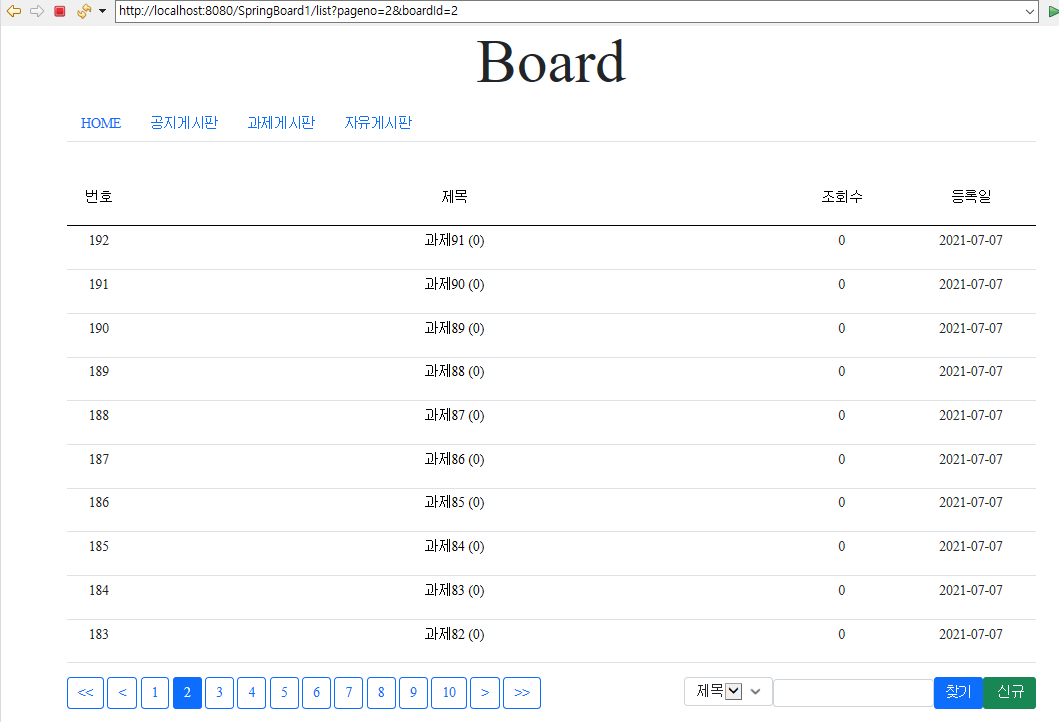 http://localhost:8080/SpringBoard1/list?pageno=2&boardId=2
Board
HOME 공지게시판 과제게시판 자유게시판
번호 제목 조회수 등록일
192 과제91 (0) 0 2021-07-07
191 과제90 (0) 0 2021-07-07
190 과제89 (0) 0 2021-07-07
189 과제88 (0) 0 2021-07-07
188 과제87 (0) 0 2021-07-07
187 과제86 (0) 0 2021-07-07
186 과제85 (0) 0 2021-07-07
185 과제84 (0) 0 2021-07-07
184 과제83 (0) 0 2021-07-07
183 과제82 (0) 0 2021-07-07
<< < 1 2 3 4 5 6 7 8 9 10 > >> 제목 찾기 신규